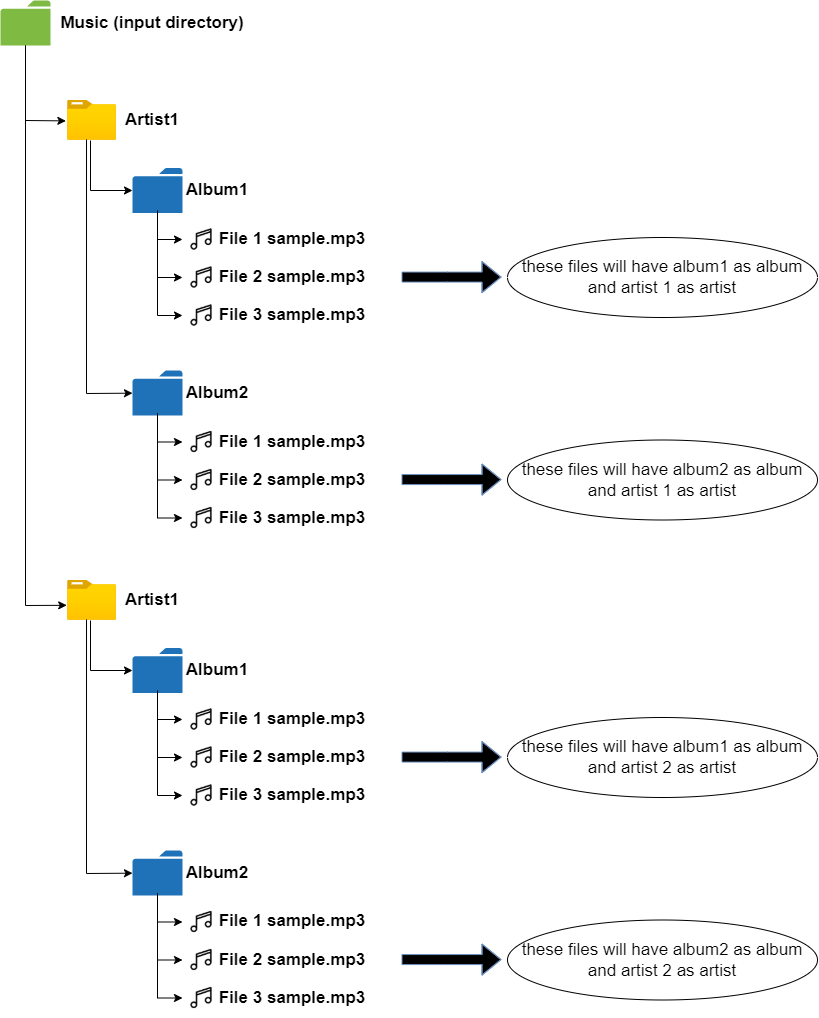 Music (input directory)
Artist1
Album1
File 1 sample.mp3
File 2 sample.mp3
File 3 sample.mp3
these files will have album1 as album
and artist 1 as artist
Album2
File 1 sample.mp3
File 2 sample.mp3
File 3 sample.mp3
these files will have album2 as album
and artist 1 as artist
Artist1
Album1
File 1 sample.mp3
File 2 sample.mp3
File 3 sample.mp3
these files will have album1 as album
and artist 2 as artist
Album2
File 1 sample.mp3
File 2 sample.mp3
File 3 sample.mp3
these files will have album2 as album
and artist 2 as artist